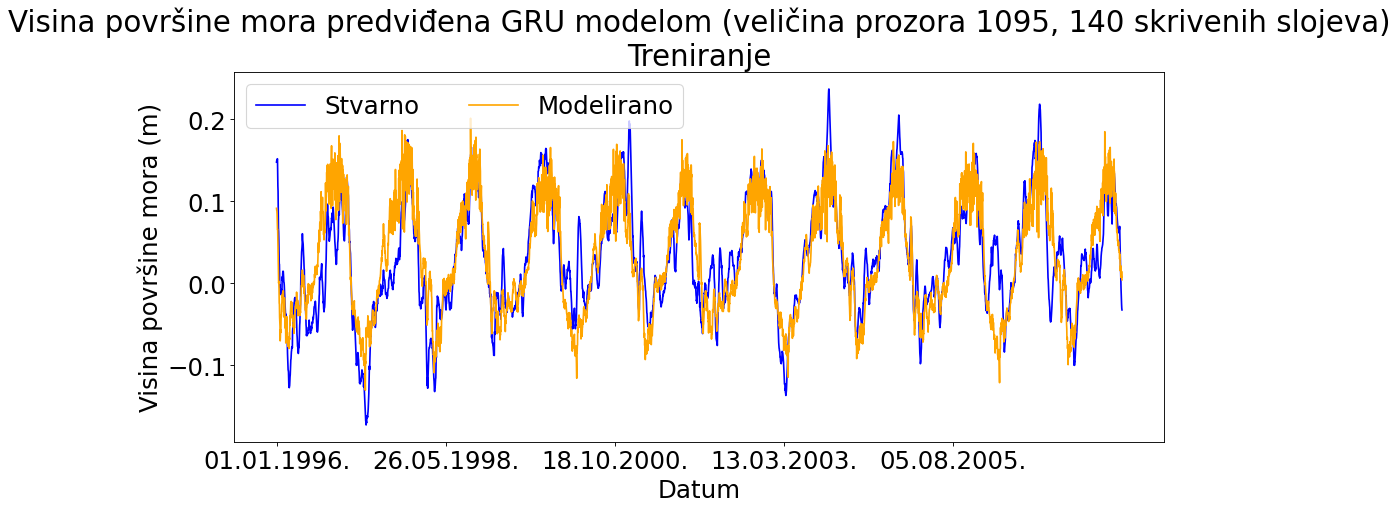 Visina površine mora predviđena GRU modelom (veličina prozora 1095, 140 skrivenih slojeva)
Treniranje
Stvarno Modelirano
Visina površine mora (m)
0.2
0.1
0.0
−0.1
01.01.1996. 26.05.1998. 18.10.2000. 13.03.2003. 05.08.2005.
Datum